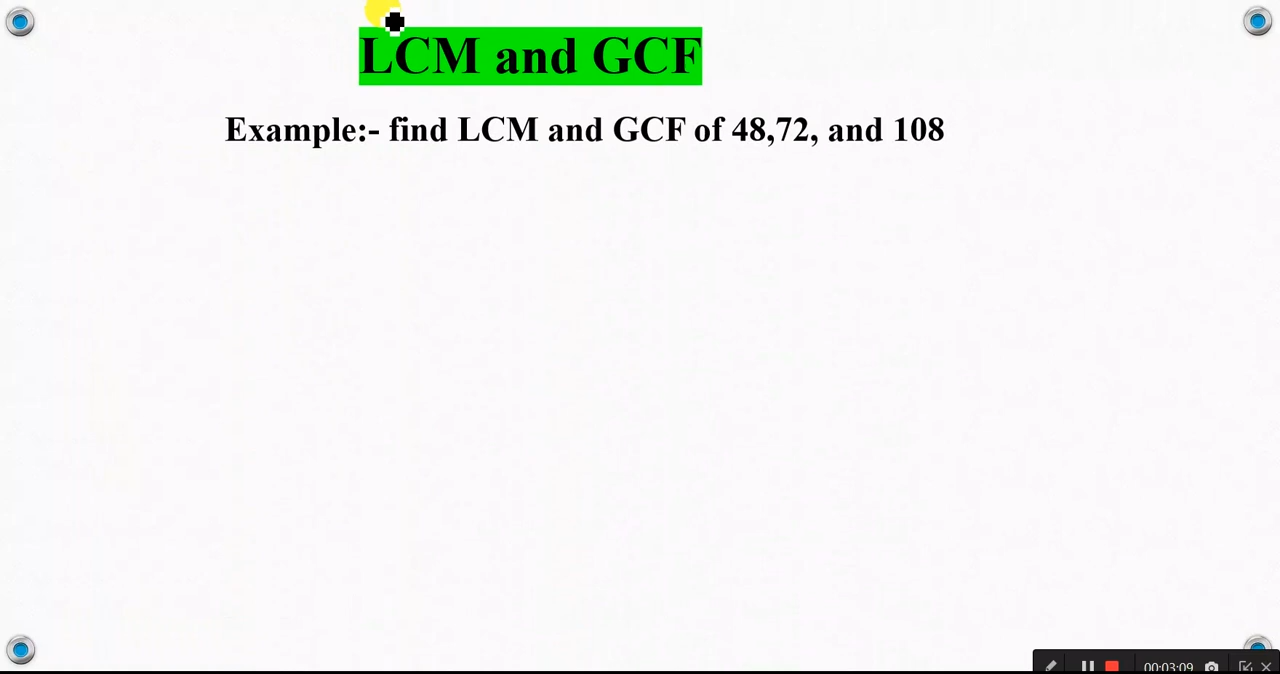 LCM and GCF
Example:- find LCM and GCF of 48,72, and 108
00:03:09